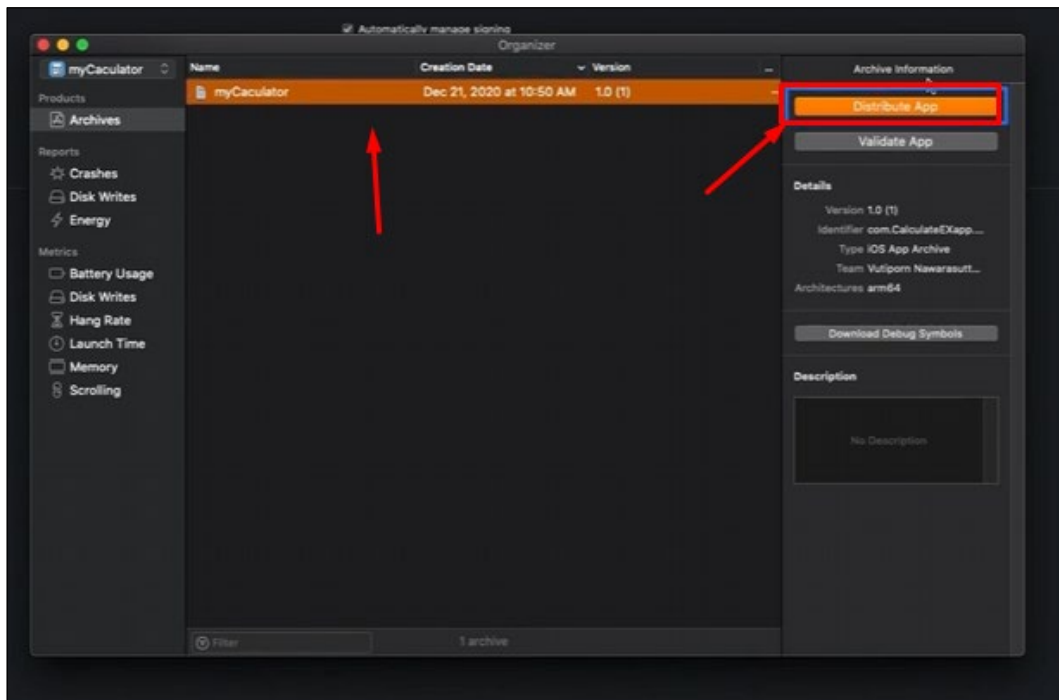 Automatically manage signing
Organizer
myCaculator
Name Creation Date Version
Archive Information
Products
myCaculator Dec 21, 2020 at 10:50 AM 1.0 (1)
Distribute App
Archives
Validate App
Reports
Crashes
Disk Writes
Energy
Details
Version 1.0 (1)
Identifier com.CalculateEXapp....
Type iOS App Archive
Team Vutiporn Nawarasutt...
Architectures arm64
Metrics
Battery Usage
Disk Writes
Hang Rate
Launch Time
Memory
Scrolling
Download Debug Symbols
Description
No Description
Filter
1 archive